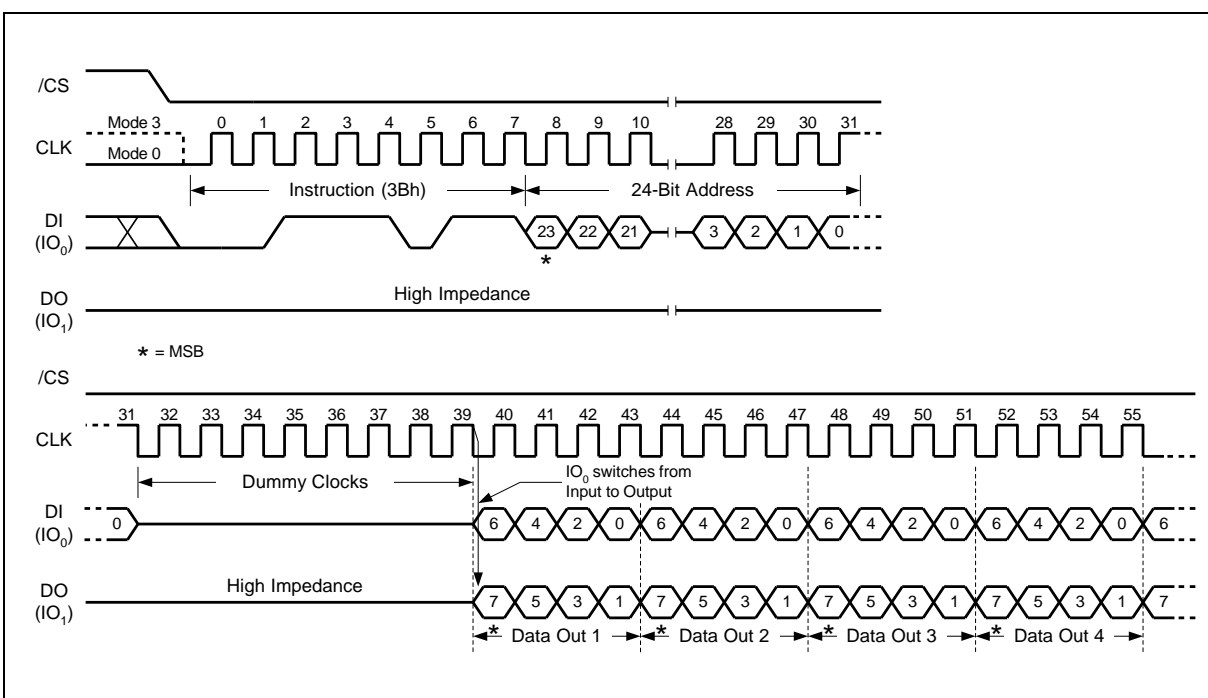 /CS
Mode 3
0 1 2 3 4 5 6 7 8 9 10 28 29 30 31
CLK
Mode 0
Instruction (3Bh)
24-Bit Address
DI
(IO0)
23 22 21 3 2 1 0
*
High Impedance
DO
(IO1)
* = MSB
/CS
31 32 33 34 35 36 37 38 39 40 41 42 43 44 45 46 47 48 49 50 51 52 53 54 55
CLK
Dummy Clocks
IO0 switches from
Input to Output
DI
(IO0)
0 6 4 2 0 6 4 2 0 6 4 2 0 6 4 2 0 6
High Impedance
DO
(IO1)
7 5 3 1 7 5 3 1 7 5 3 1 7 5 3 1 7
* Data Out 1 * Data Out 2 * Data Out 3 * Data Out 4